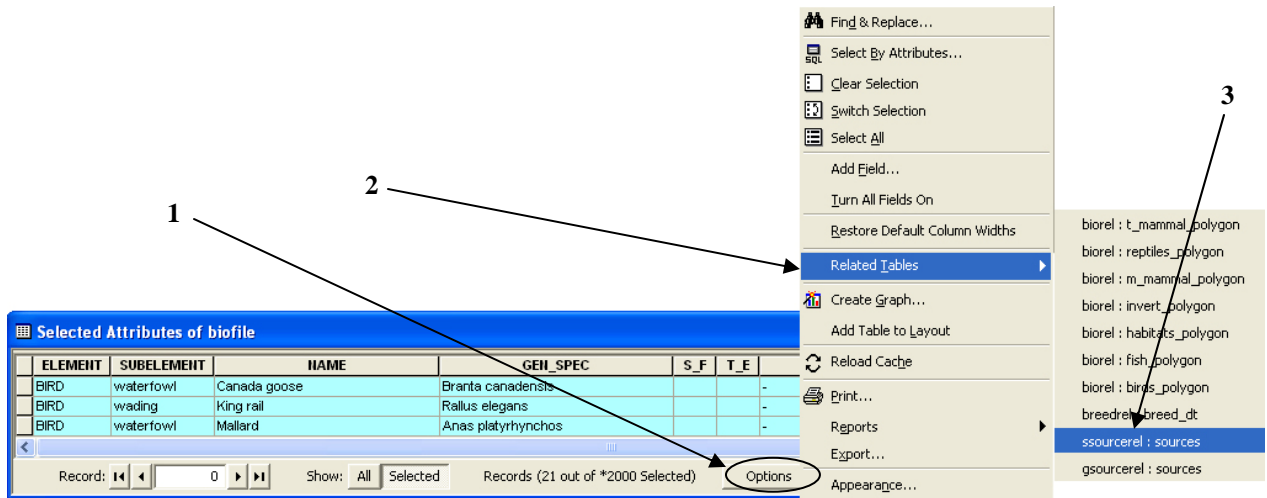 Find & Replace...
SQL Select By Attributes...
Clear Selection
Switch Selection
Select All
Add Field...
Turn All Fields On
Restore Default Column Widths
Related Tables
Create Graph...
Add Table to Layout
Reload Cache
Print...
Reports
Export...
Appearance...
3
2
1
biorel : t_mammal_polygon
biorel : reptiles_polygon
biorel : m_mammal_polygon
biorel : invert_polygon
biorel : habitats_polygon
biorel : fish_polygon
biorel : birds_polygon
breedrel : breed_dt
ssourcerel : sources
gsourcerel : sources
Selected Attributes of biofile
ELEMENT SUBELEMENT NAME GEN_SPEC S_F T_E
BIRD waterfowl Canada goose Branta canadensis -
BIRD wading King rail Rallus elegans -
BIRD waterfowl Mallard Anas platyrhynchos -
Record: 0 Show: All Selected Records (21 out of *2000 Selected) Options